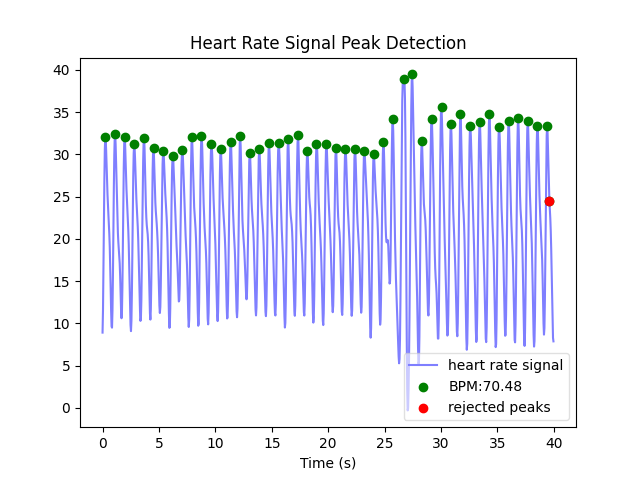 Heart Rate Signal Peak Detection
40
35
30
25
20
15
10
5
0
heart rate signal
BPM:70.48
rejected peaks
0 5 10 15 20 25 30 35 40
Time (s)